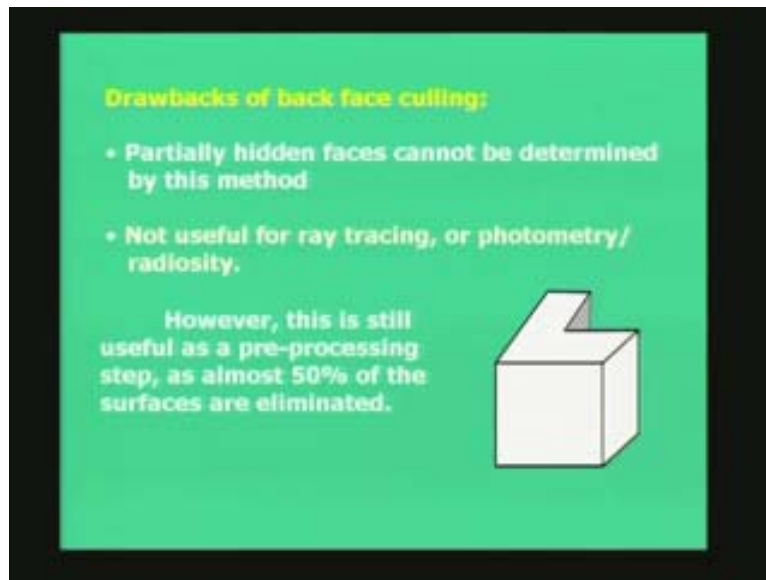 Drawbacks of back face culling:
• Partially hidden faces cannot be determined
by this method
• Not useful for ray tracing, or photometry/
radiosity.
However, this is still
useful as a pre-processing
step, as almost 50% of the
surfaces are eliminated.